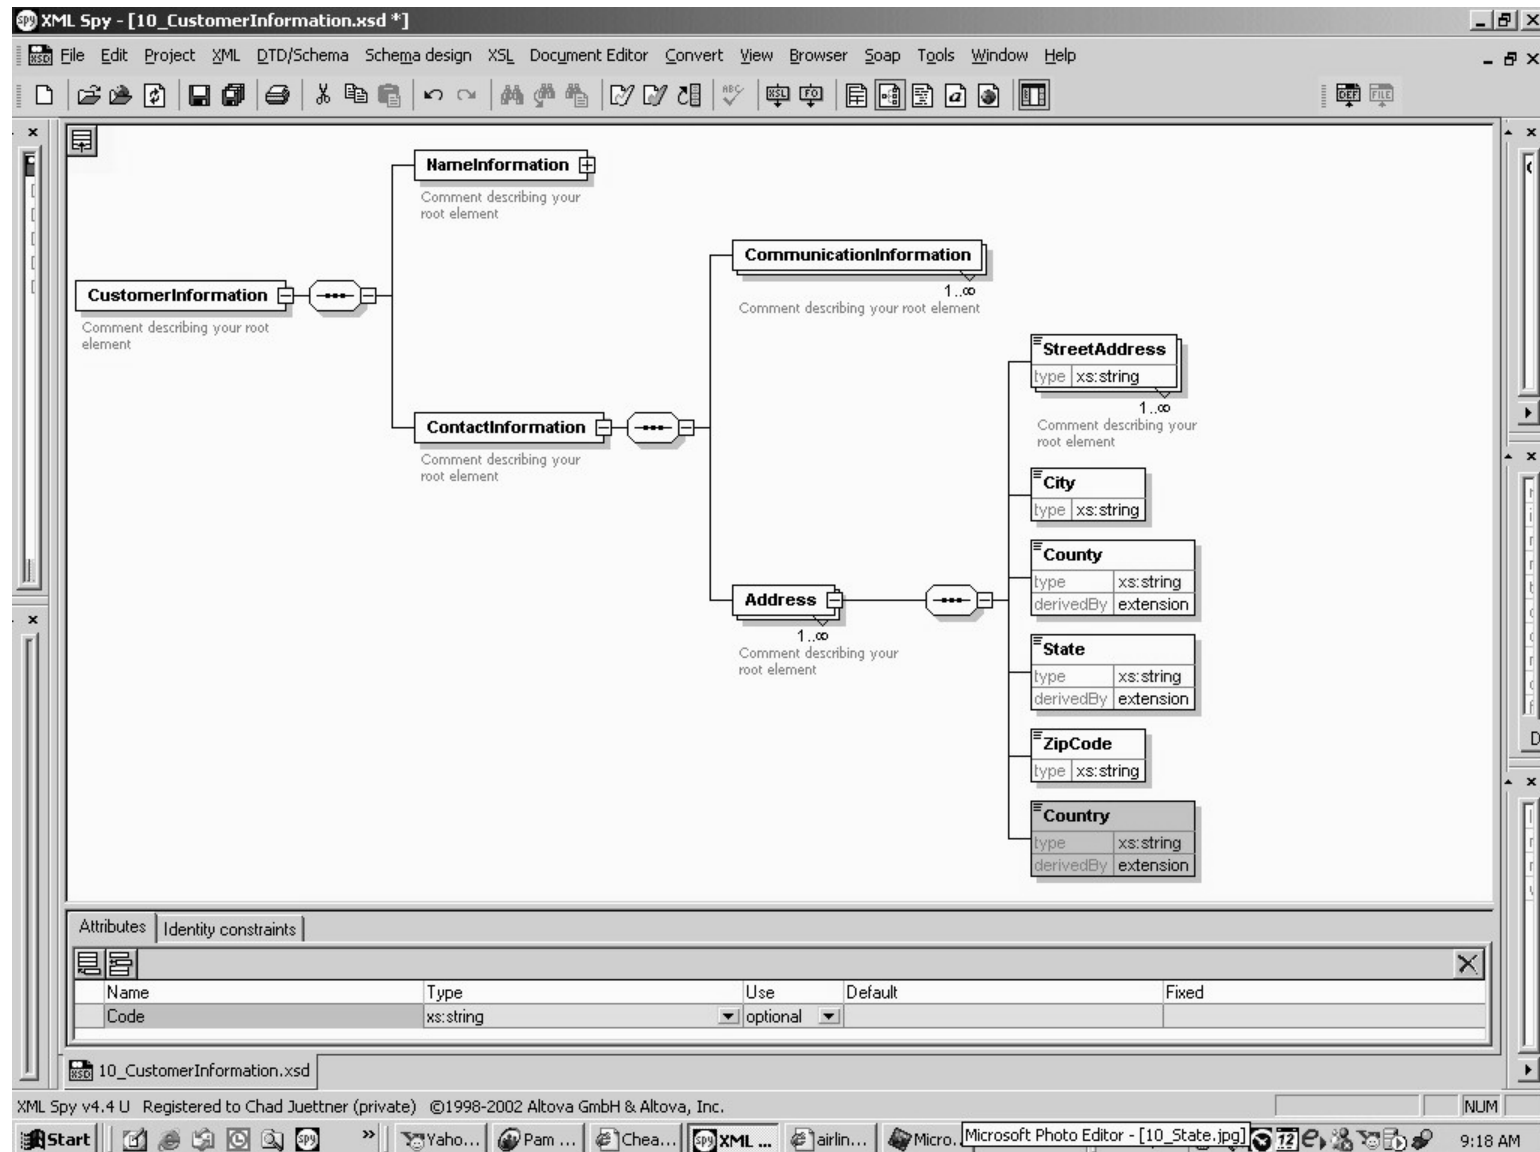 XML Spy - [10_CustomerInformation.xsd *]
File Edit Project XML DTD/Schema Schema design XSL Document Editor Convert View Browser Soap Tools Window Help
NameInformation
Comment describing your
root element
CommunicationInformation
1..∞
Comment describing your root element
CustomerInformation
Comment describing your root
element
StreetAddress
type xs:string
1..∞
Comment describing your
root element
ContactInformation
Comment describing your
root element
City
type xs:string
County
type xs:string
derivedBy extension
Address
1..∞
Comment describing your
root element
State
type xs:string
derivedBy extension
ZipCode
type xs:string
Country
type xs:string
derivedBy extension
Attributes Identity constraints
Name Type Use Default Fixed
Code xs:string optional
10_CustomerInformation.xsd
XML Spy v4.4 U Registered to Chad Juettner (private) ©1998-2002 Altova GmbH & Altova, Inc. NUM
Start » Yaho... Pam ... Chea... XML ... airlin... Micro... Microsoft Photo Editor - [10_State.jpg] 12 9:18 AM